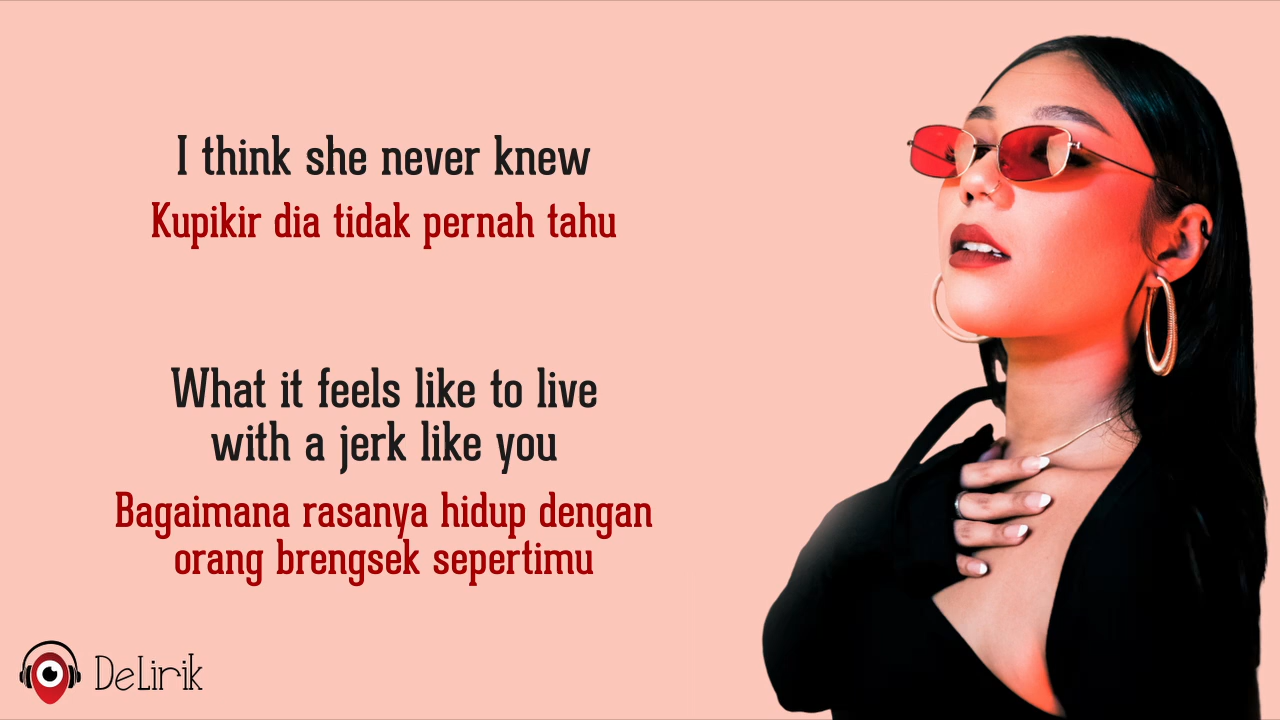 I think she never knew
Kupikir dia tidak pernah tahu
What it feels like to live
with a jerk like you
Bagaimana rasanya hidup dengan
orang brengsek sepertimu
DeLirik